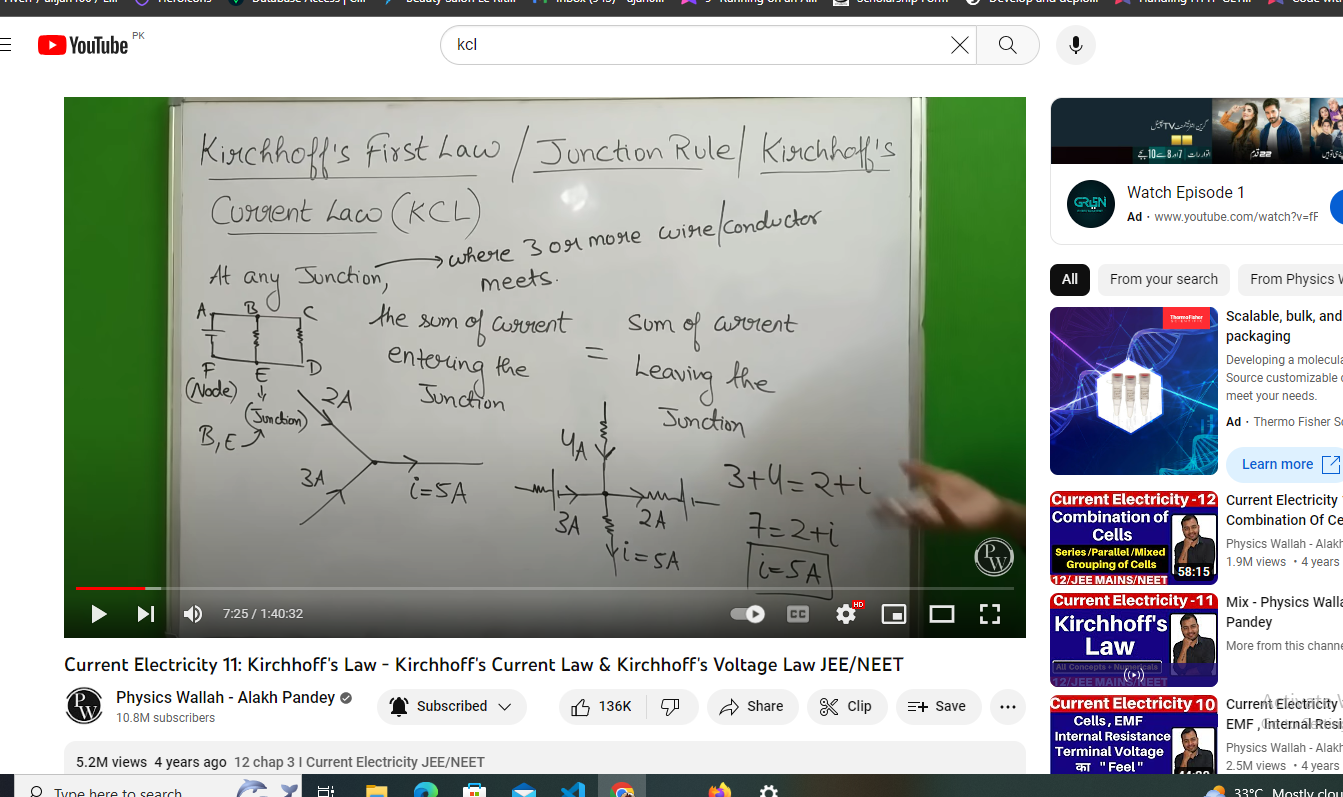 YouTube PK
kcl
Kirchhoff's First Law / Junction Rule / Kirchhoff's
Current Law (KCL)
At any Junction, → where 3 or more wire/conductor
meets.
A B C
the sum of current
entering the
Junction
=
Sum of current
Leaving the
Junction
F E D
(Node)
(Junction)
B, E
2A
3A
i=5A
4A
3A
2A
i=5A
3+4=2+i
7=2+i
i=5A
PW
7:25 / 1:40:32
CC
HD
Current Electricity 11: Kirchhoff's Law - Kirchhoff's Current Law & Kirchhoff's Voltage Law JEE/NEET
PW
Physics Wallah - Alakh Pandey
10.8M subscribers
Subscribed
136K
Share
Clip
Save
5.2M views 4 years ago 12 chap 3 I Current Electricity JEE/NEET
GREEN
Watch Episode 1
Ad · www.youtube.com/watch?v=fF
All
From your search
From Physics
ThermoFisher
Scalable, bulk, and
packaging
Developing a
Source customizable
meet your needs.
Ad · Thermo Fisher
Learn more
Current Electricity -12
Combination of
Cells
Series/Parallel/Mixed
Grouping of Cells
12/JEE MAINS/NEET
58:15
Current Electricity
Combination Of
Physics Wallah - Alakh
1.9M views • 4 years
Current Electricity -11
Kirchhoff's
Law
All Concepts + Numericals
12/JEE MAINS/NEET
Mix - Physics
Pandey
More from this
Current Electricity 10
Cells, EMF
Internal Resistance
Terminal Voltage
का "Feel"
Current Electricity
EMF , Internal
Physics Wallah - Alakh
2.5M views • 4 years
Type here to search
33°C Mostly